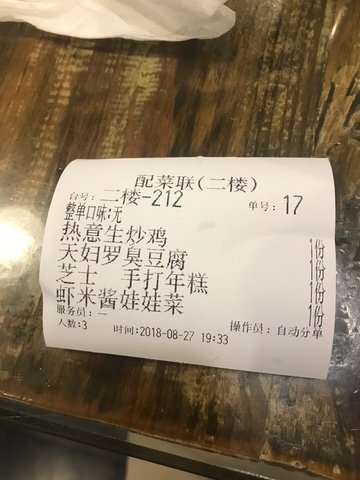 配菜联(二楼)
台号: 二楼-212 单号: 17
整单口味:无
热意生炒鸡 1份
天妇罗臭豆腐 1份
芝士 手打年糕 1份
虾米酱娃娃菜 1份
服务员: --
人数:3 时间:2018-08-27 19:33 操作员: 自动分单